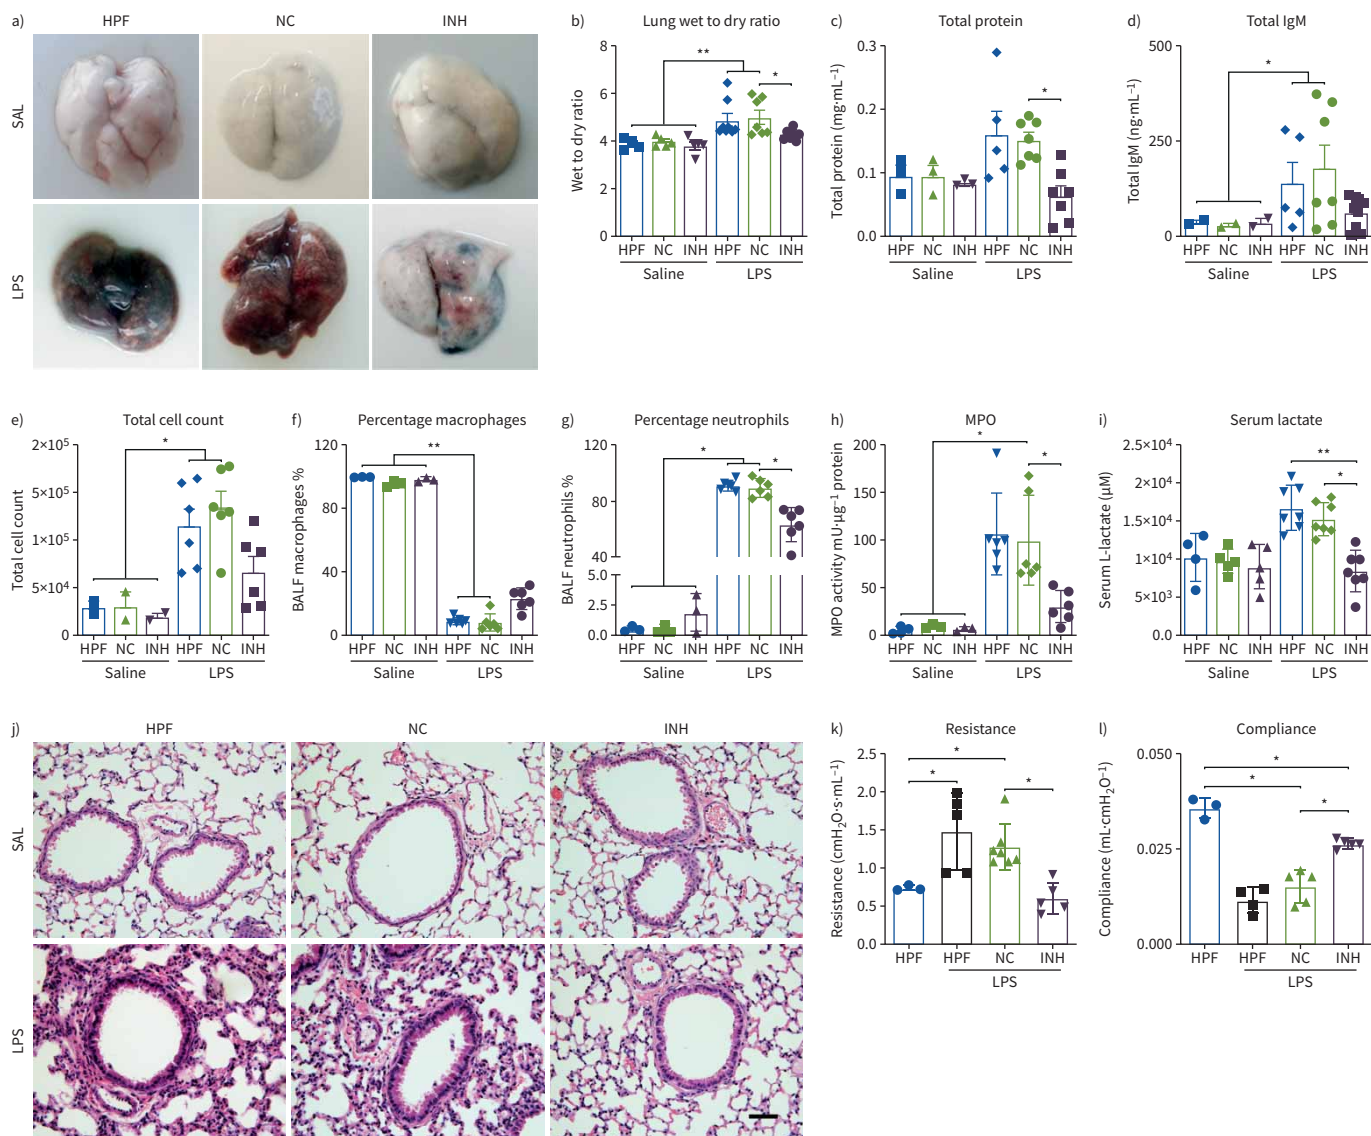 a) HPF NC INH
SAL
LPS
b) Lung wet to dry ratio
Wet to dry ratio
8
6
4
2
0
**
*
HPF NC INH HPF NC INH
Saline LPS
c) Total protein
Total protein (mg·mL⁻¹)
0.3
0.2
0.1
0.0
*
HPF NC INH HPF NC INH
Saline LPS
d) Total IgM
Total IgM (ng·mL⁻¹)
500
250
0
*
HPF NC INH HPF NC INH
Saline LPS
e) Total cell count
Total cell count
2×10⁵
5×10⁵
1×10⁵
5×10⁴
0
*
HPF NC INH HPF NC INH
Saline LPS
f) Percentage macrophages
BALF macrophages %
120
80
40
0
**
HPF NC INH HPF NC INH
Saline LPS
g) Percentage neutrophils
BALF neutrophils %
120
80
40
5.0
2.5
0.0
*
*
HPF NC INH HPF NC INH
Saline LPS
h) MPO
MPO activity mU·µg⁻¹ protein
200
150
100
50
0
*
*
HPF NC INH HPF NC INH
Saline LPS
i) Serum lactate
Serum L-lactate (µM)
2.5×10⁴
2×10⁴
1.5×10⁴
1×10⁴
5×10³
0.0
**
*
HPF NC INH HPF NC INH
Saline LPS
j) HPF NC INH
SAL
LPS
k) Resistance
Resistance (cmH₂O·s·mL⁻¹)
2.5
2.0
1.5
1.0
0.5
0.0
*
*
*
HPF HPF NC INH
LPS
l) Compliance
Compliance (mL·cmH₂O⁻¹)
0.050
0.025
0.000
*
*
*
HPF HPF NC INH
LPS